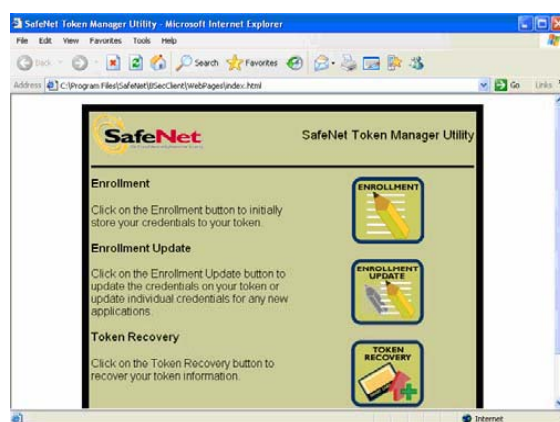 SafeNet Token Manager Utility - Microsoft Internet Explorer
File Edit View Favorites Tools Help
Back Search Favorites
Address C:\Program Files\SafeNet\BSecClient\WebPages\index.html Go Links
SafeNet
SafeNet Token Manager Utility
Enrollment
ENROLLMENT
Click on the Enrollment button to initially
store your credentials to your token.
Enrollment Update
Click on the Enrollment Update button to
update the credentials on your token or
update individual credentials for any new
applications.
ENROLLMENT
UPDATE
Token Recovery
Click on the Token Recovery button to
recover your token information.
TOKEN
RECOVERY
Internet